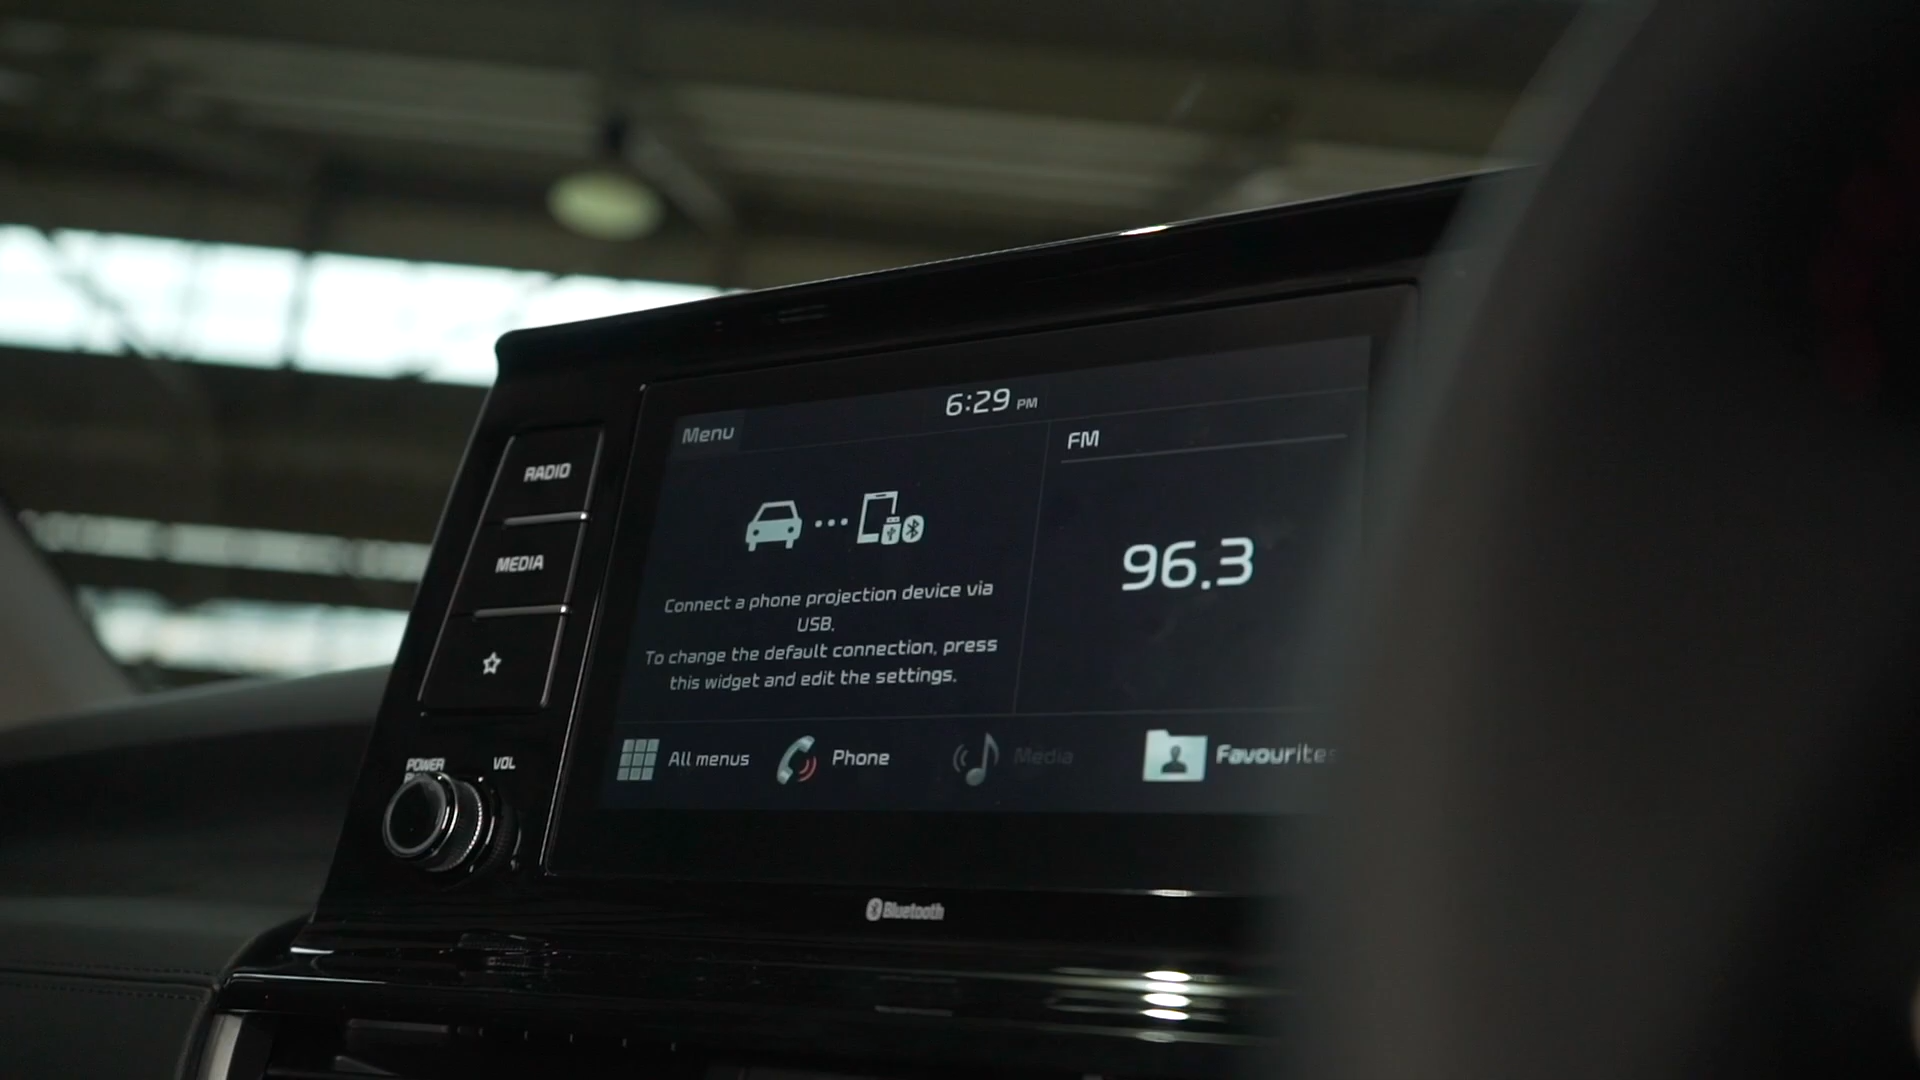 6:29 PM
Menu
FM
RADIO
MEDIA
96.3
Connect a phone projection device via
USB.
To change the default connection, press
this widget and edit the settings.
All menus
Phone
Media
Favourites
POWER
VOL
Bluetooth